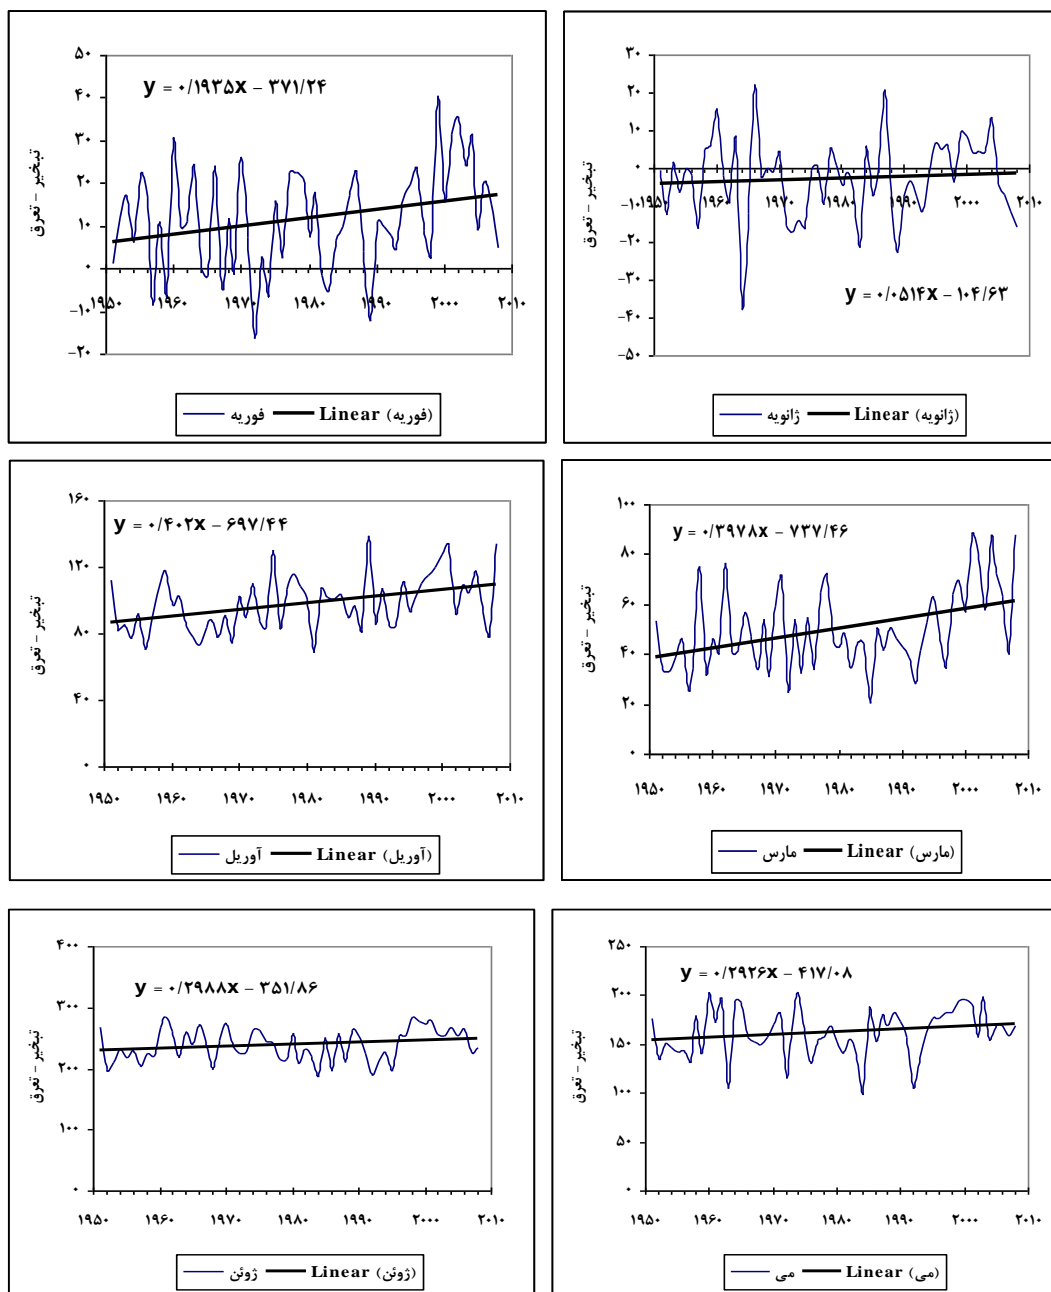 تبخیر – تعرق
۳۰
۲۰
۱۰
۰
–۱۰
–۲۰
–۳۰
–۴۰
–۵۰
۱۹۵۰ ۱۹۶۰ ۱۹۷۰ ۱۹۸۰ ۱۹۹۰ ۲۰۰۰ ۲۰۱۰
y = ۰/۰۵۱۴x – ۱۰۴/۶۳
ژانویه Linear (ژانویه)
تبخیر – تعرق
۵۰
۴۰
۳۰
۲۰
۱۰
۰
–۱۰
–۲۰
y = ۰/۱۹۳۵x – ۳۷۱/۲۴
۱۹۵۰ ۱۹۶۰ ۱۹۷۰ ۱۹۸۰ ۱۹۹۰ ۲۰۰۰ ۲۰۱۰
فوریه Linear (فوریه)
تبخیر – تعرق
۱۰۰
۸۰
۶۰
۴۰
۲۰
۰
y = ۰/۳۹۷۸x – ۷۳۷/۴۶
۱۹۵۰ ۱۹۶۰ ۱۹۷۰ ۱۹۸۰ ۱۹۹۰ ۲۰۰۰ ۲۰۱۰
مارس Linear (مارس)
تبخیر – تعرق
۱۶۰
۱۲۰
۸۰
۴۰
۰
y = ۰/۴۰۲x – ۶۹۷/۴۴
۱۹۵۰ ۱۹۶۰ ۱۹۷۰ ۱۹۸۰ ۱۹۹۰ ۲۰۰۰ ۲۰۱۰
آوریل Linear (آوریل)
تبخیر – تعرق
۲۵۰
۲۰۰
۱۵۰
۱۰۰
۵۰
۰
y = ۰/۲۹۲۶x – ۴۱۷/۰۸
۱۹۵۰ ۱۹۶۰ ۱۹۷۰ ۱۹۸۰ ۱۹۹۰ ۲۰۰۰ ۲۰۱۰
می Linear (می)
تبخیر – تعرق
۴۰۰
۳۰۰
۲۰۰
۱۰۰
۰
y = ۰/۲۹۸۸x – ۳۵۱/۸۶
۱۹۵۰ ۱۹۶۰ ۱۹۷۰ ۱۹۸۰ ۱۹۹۰ ۲۰۰۰ ۲۰۱۰
ژوئن Linear (ژوئن)